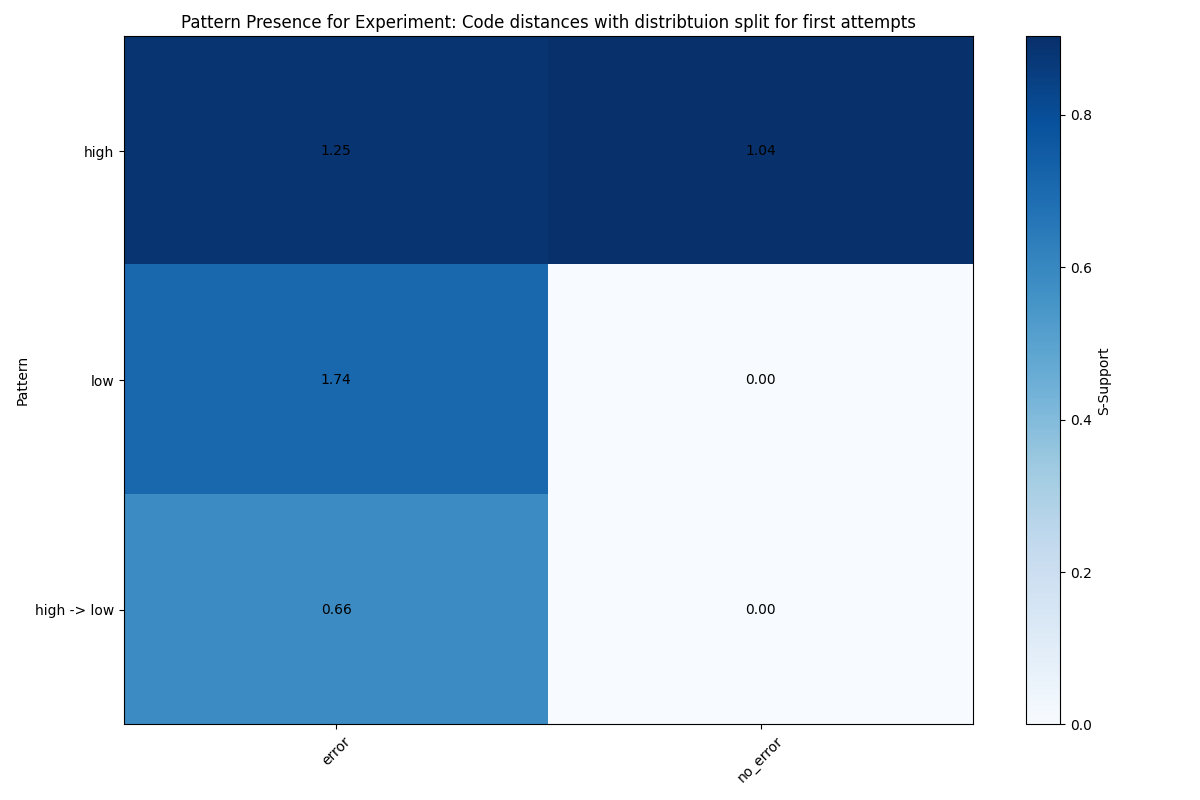 Pattern Presence for Experiment: Code distances with distribtuion split for first attempts
high
1.25
1.04
0.8
low
1.74
0.00
0.6
Pattern
S-Support
0.4
high -> low
0.66
0.00
0.2
0.0
error
no_error